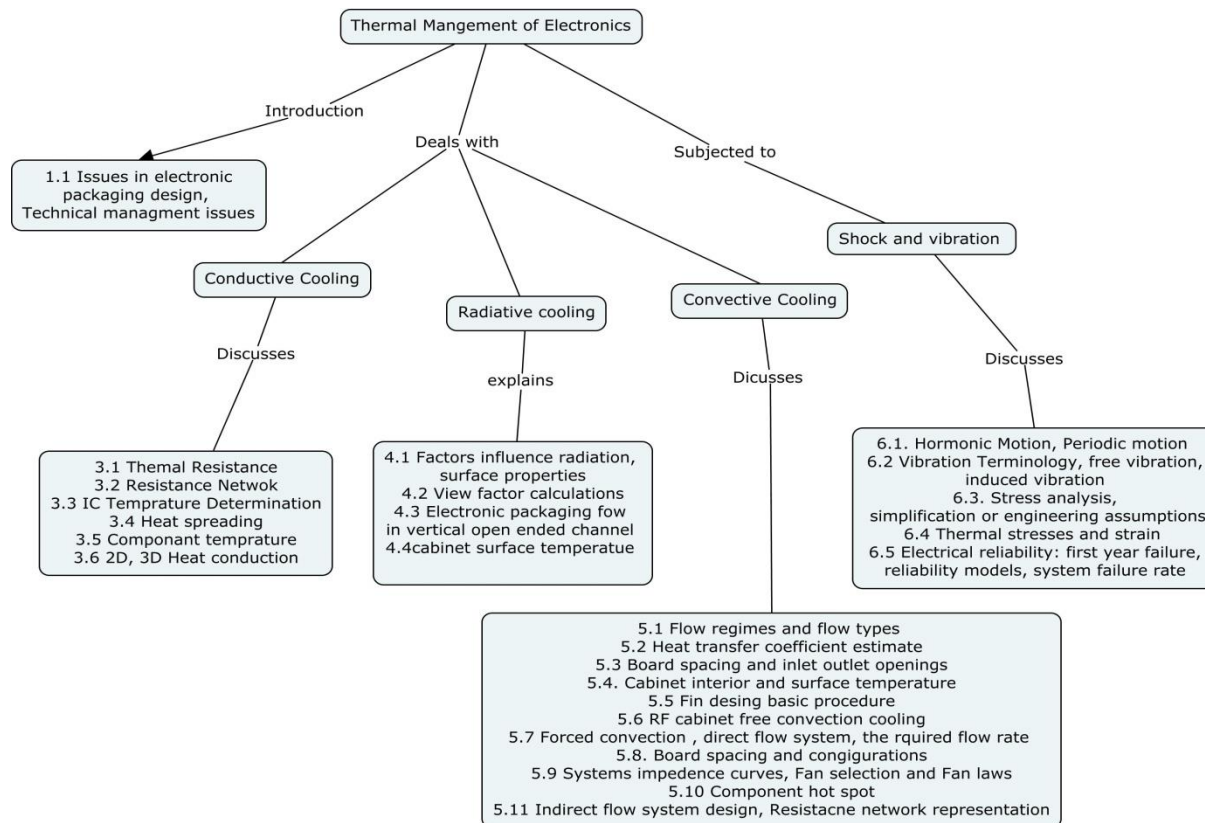 Thermal Mangement of Electronics
Introduction
Deals with
Subjected to
1.1 Issues in electronic
packaging design,
Technical managment issues
Shock and vibration
Conductive Cooling
Radiative cooling
Convective Cooling
Discusses
explains
Dicusses
Discusses
3.1 Themal Resistance
3.2 Resistance Netwok
3.3 IC Temprature Determination
3.4 Heat spreading
3.5 Componant temprature
3.6 2D, 3D Heat conduction
4.1 Factors influence radiation,
surface properties
4.2 View factor calculations
4.3 Electronic packaging fow
in vertical open ended channel
4.4cabinet surface temperatue
6.1. Hormonic Motion, Periodic motion
6.2 Vibration Terminology, free vibration,
induced vibration
6.3. Stress analysis,
simplification or engineering assumptions
6.4 Thermal stresses and strain
6.5 Electrical reliability: first year failure,
reliability models, system failure rate
5.1 Flow regimes and flow types
5.2 Heat transfer coefficient estimate
5.3 Board spacing and inlet outlet openings
5.4. Cabinet interior and surface temperature
5.5 Fin desing basic procedure
5.6 RF cabinet free convection cooling
5.7 Forced convection , direct flow system, the rquired flow rate
5.8. Board spacing and congigurations
5.9 Systems impedence curves, Fan selection and Fan laws
5.10 Component hot spot
5.11 Indirect flow system design, Resistacne network representation